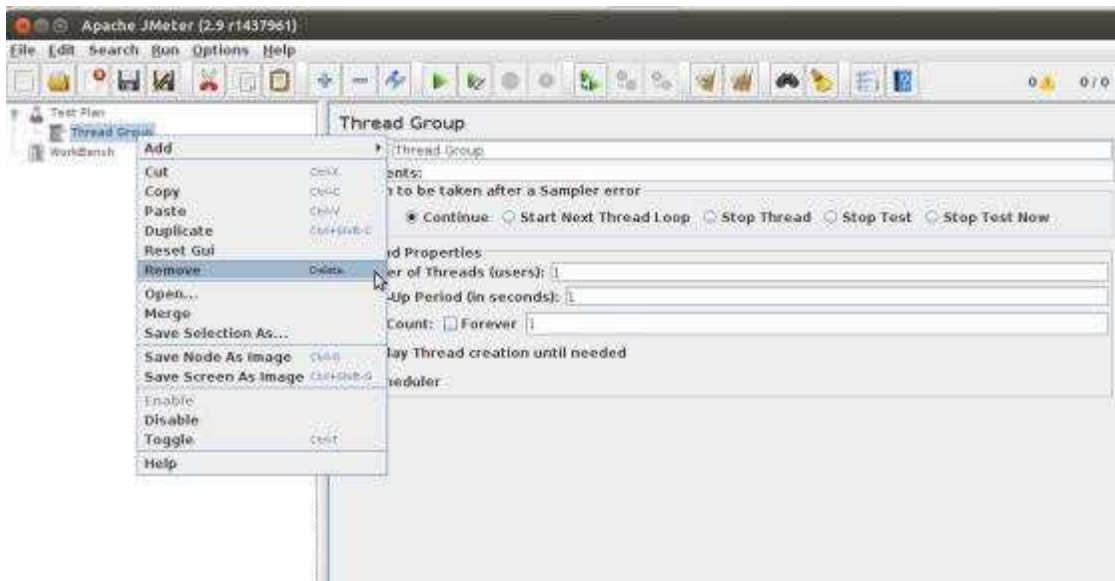 Apache JMeter (2.9 r1437961)
File Edit Search Run Options Help
0 0 / 0
Test Plan
Thread Group
WorkBench
Thread Group
Thread Group
ents:
n to be taken after a Sampler error
Continue Start Next Thread Loop Stop Thread Stop Test Stop Test Now
d Properties
er of Threads (users): 1
-Up Period (in seconds): 1
Count: Forever 1
lay Thread creation until needed
heduler
Add
Cut Ctrl-X
Copy Ctrl-C
Paste Ctrl-V
Duplicate Ctrl+Shift-C
Reset Gui
Remove Delete
Open...
Merge
Save Selection As...
Save Node As Image Ctrl-G
Save Screen As Image Ctrl+Shift-G
Enable
Disable
Toggle Ctrl-T
Help